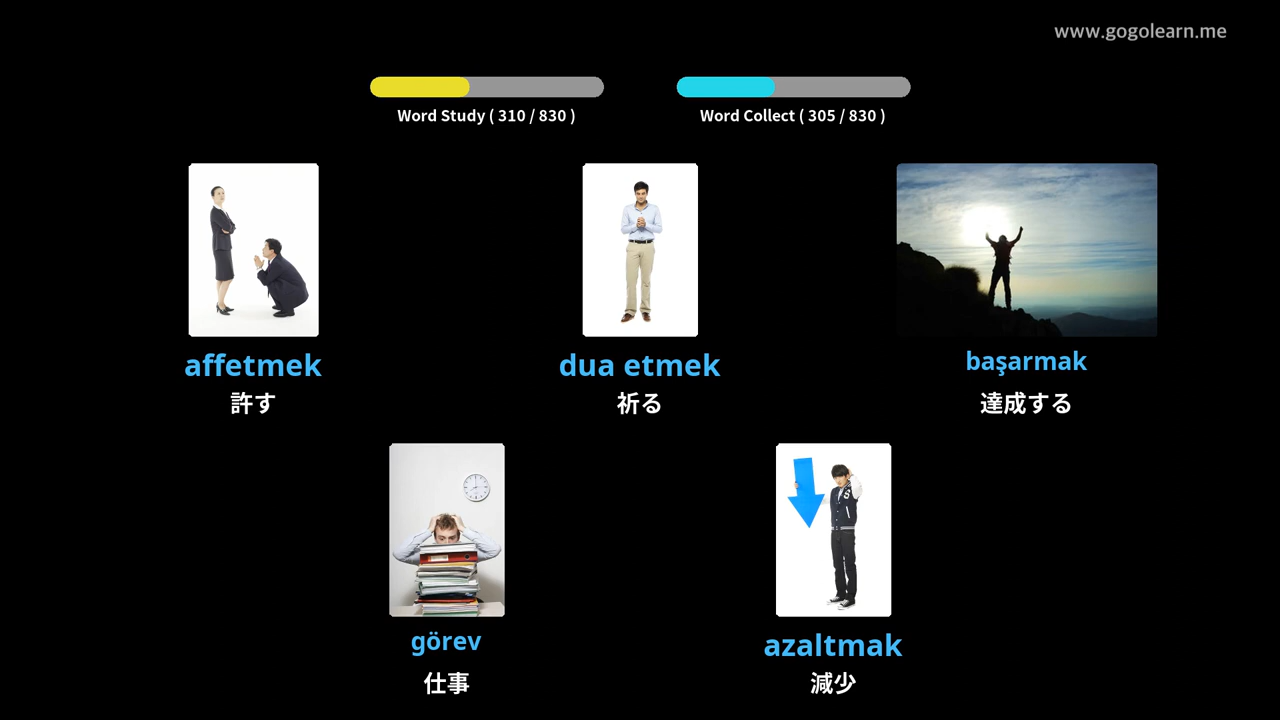 www.gogolearn.me
Word Study ( 310 / 830 )
Word Collect ( 305 / 830 )
affetmek
許す
dua etmek
祈る
başarmak
達成する
görev
仕事
azaltmak
減少